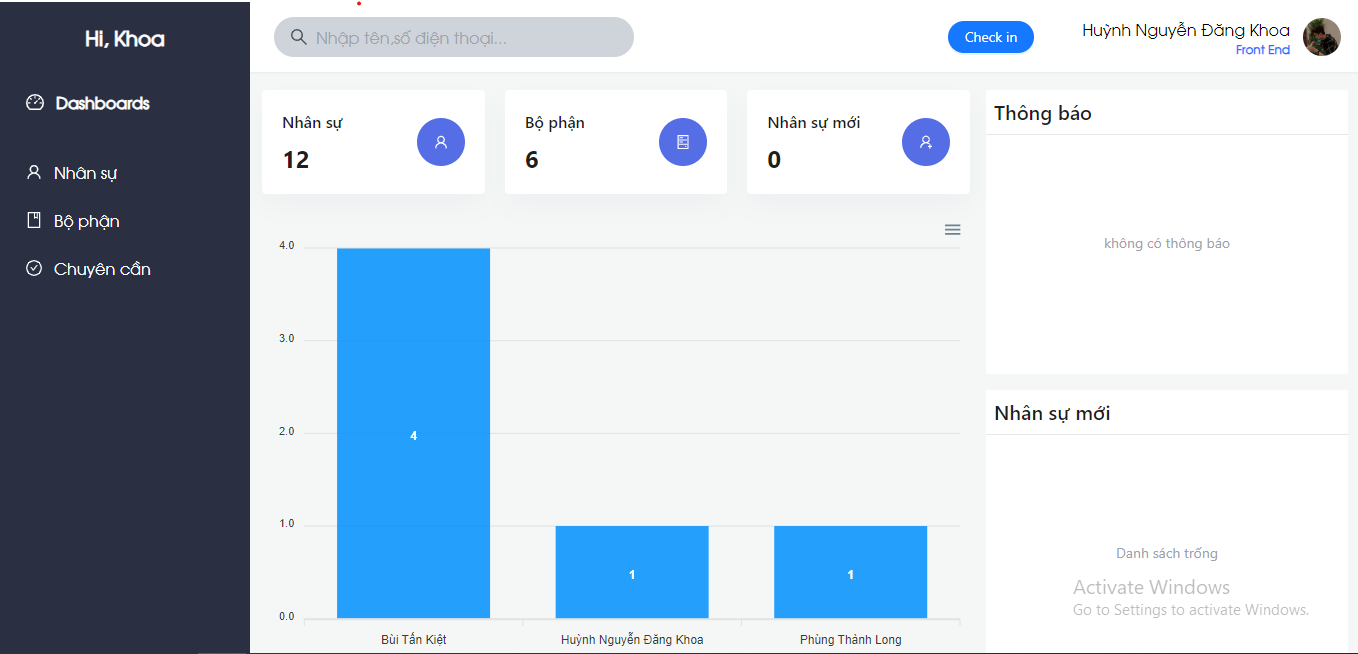 Hi, Khoa
Dashboards
Nhân sự
Bộ phận
Chuyên cần
Nhập tên,số điện thoại...
Check in
Huỳnh Nguyễn Đăng Khoa
Front End
Nhân sự
12
Bộ phận
6
Nhân sự mới
0
4.0
3.0
2.0
1.0
0.0
4
1
1
Bùi Tấn Kiệt
Huỳnh Nguyễn Đăng Khoa
Phùng Thảnh Long
Thông báo
không có thông báo
Nhân sự mới
Danh sách trống
Activate Windows
Go to Settings to activate Windows.